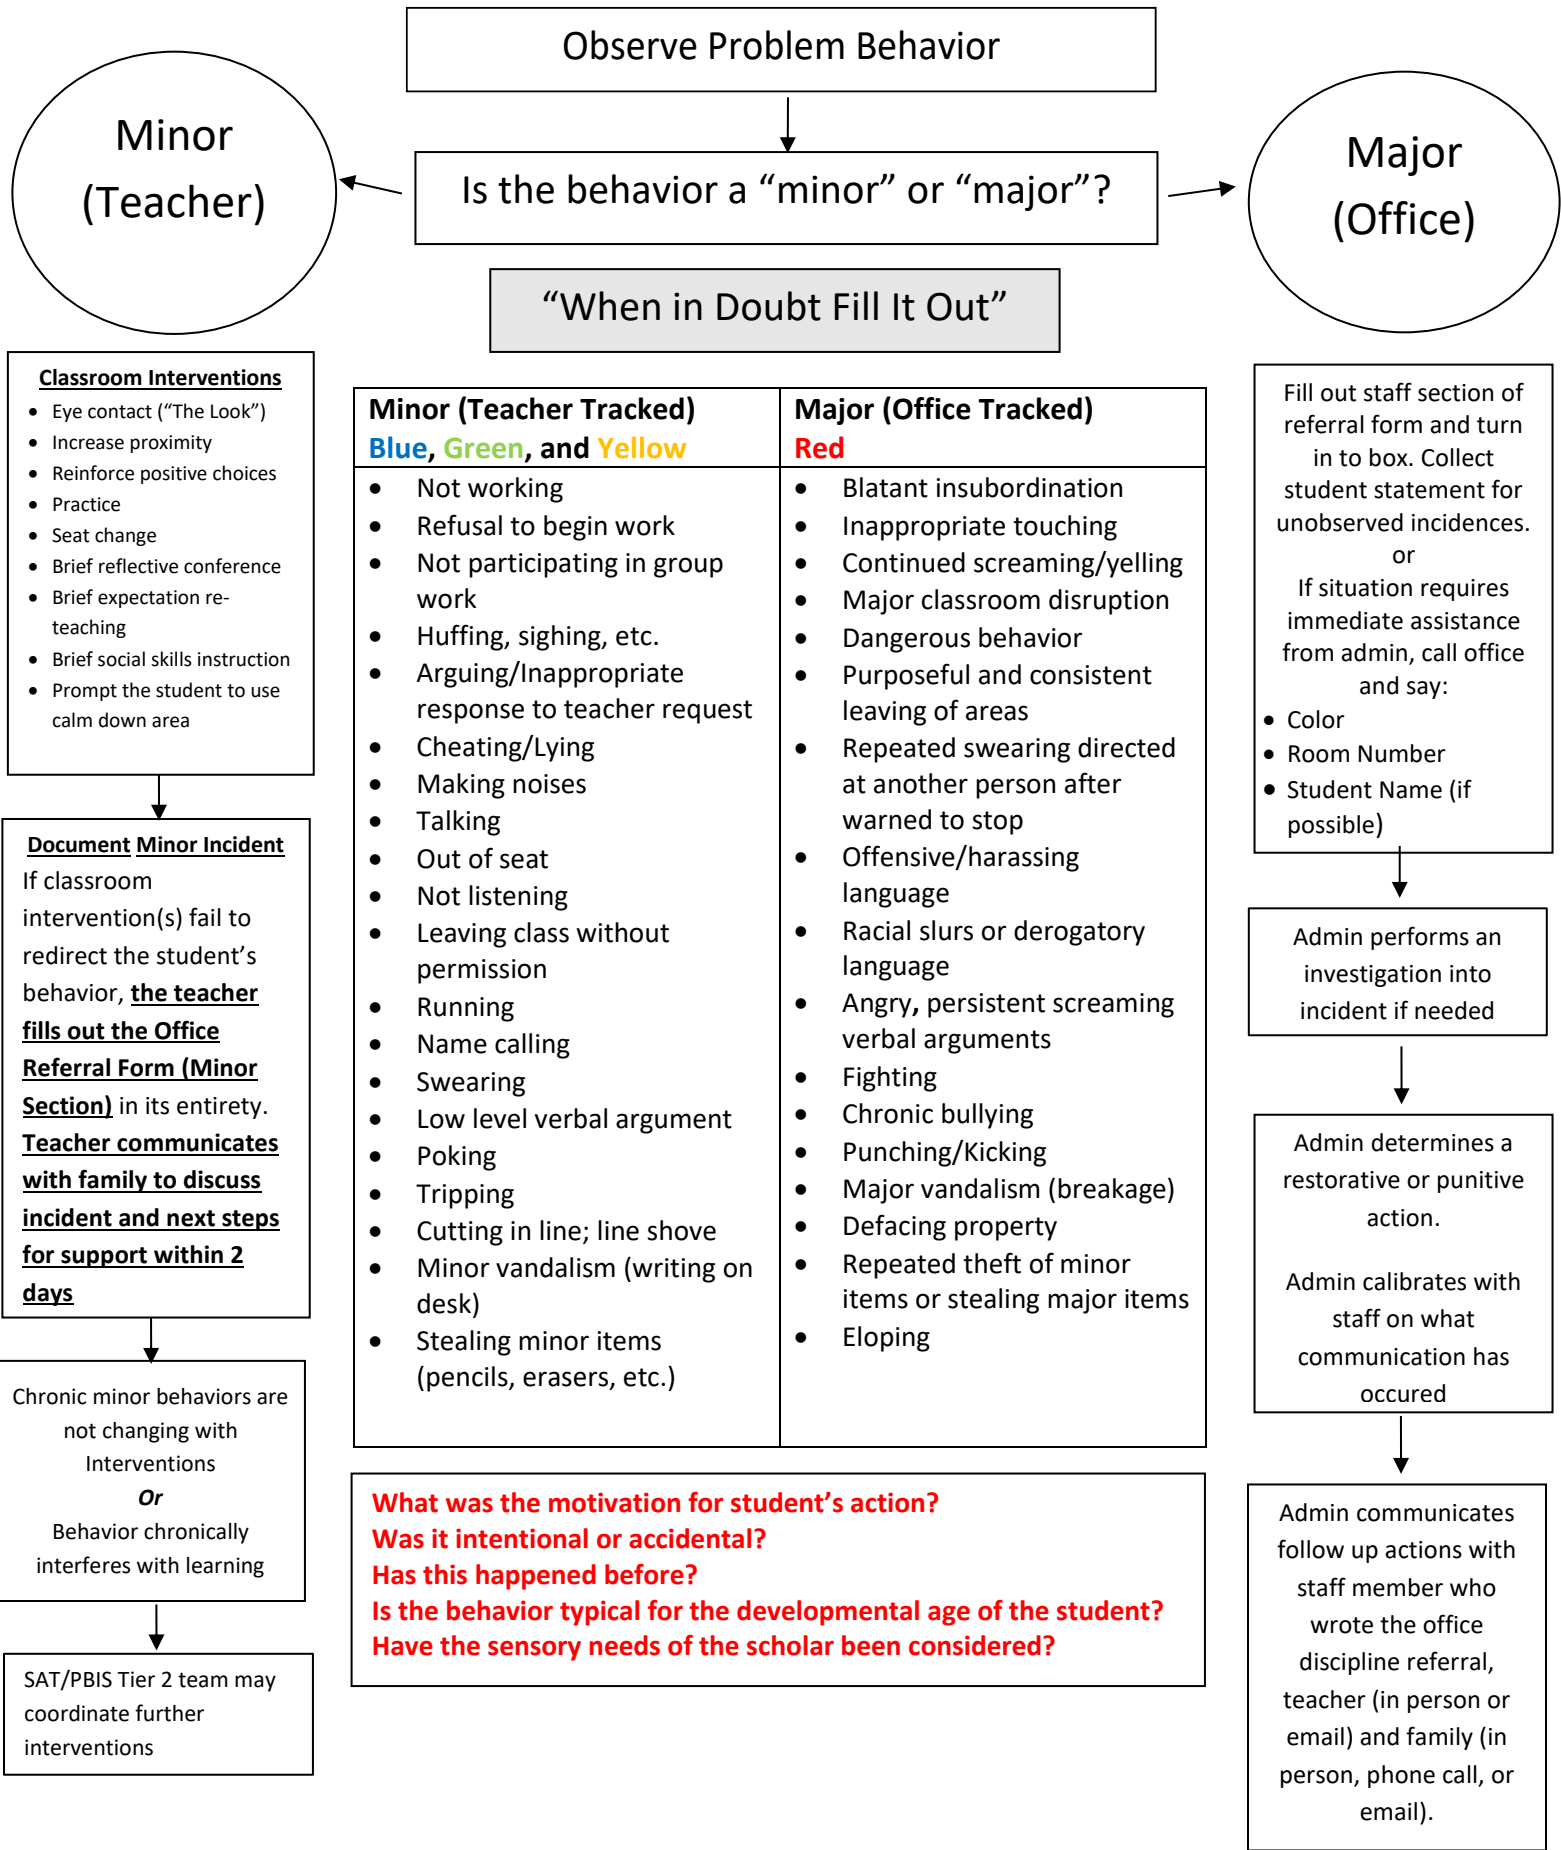 Observe Problem Behavior
Minor
(Teacher)
Is the behavior a “minor” or “major”?
Major
(Office)
“When in Doubt Fill It Out”
Classroom Interventions
• Eye contact (“The Look”)
• Increase proximity
• Reinforce positive choices
• Practice
• Seat change
• Brief reflective conference
• Brief expectation re-
teaching
• Brief social skills instruction
• Prompt the student to use
calm down area
Document Minor Incident
If classroom
intervention(s) fail to
redirect the student’s
behavior, the teacher
fills out the Office
Referral Form (Minor
Section) in its entirety.
Teacher communicates
with family to discuss
incident and next steps
for support within 2
days
Chronic minor behaviors are
not changing with
Interventions
Or
Behavior chronically
interferes with learning
SAT/PBIS Tier 2 team may
coordinate further
interventions
Minor (Teacher Tracked)
Blue, Green, and Yellow
• Not working
• Refusal to begin work
• Not participating in group
work
• Huffing, sighing, etc.
• Arguing/Inappropriate
response to teacher request
• Cheating/Lying
• Making noises
• Talking
• Out of seat
• Not listening
• Leaving class without
permission
• Running
• Name calling
• Swearing
• Low level verbal argument
• Poking
• Tripping
• Cutting in line; line shove
• Minor vandalism (writing on
desk)
• Stealing minor items
(pencils, erasers, etc.)
Major (Office Tracked)
Red
• Blatant insubordination
• Inappropriate touching
• Continued screaming/yelling
• Major classroom disruption
• Dangerous behavior
• Purposeful and consistent
leaving of areas
• Repeated swearing directed
at another person after
warned to stop
• Offensive/harassing
language
• Racial slurs or derogatory
language
• Angry, persistent screaming
verbal arguments
• Fighting
• Chronic bullying
• Punching/Kicking
• Major vandalism (breakage)
• Defacing property
• Repeated theft of minor
items or stealing major items
• Eloping
What was the motivation for student’s action?
Was it intentional or accidental?
Has this happened before?
Is the behavior typical for the developmental age of the student?
Have the sensory needs of the scholar been considered?
Fill out staff section of
referral form and turn
in to box. Collect
student statement for
unobserved incidences.
or
If situation requires
immediate assistance
from admin, call office
and say:
• Color
• Room Number
• Student Name (if
possible)
Admin performs an
investigation into
incident if needed
Admin determines a
restorative or punitive
action.
Admin calibrates with
staff on what
communication has
occured
Admin communicates
follow up actions with
staff member who
wrote the office
discipline referral,
teacher (in person or
email) and family (in
person, phone call, or
email).